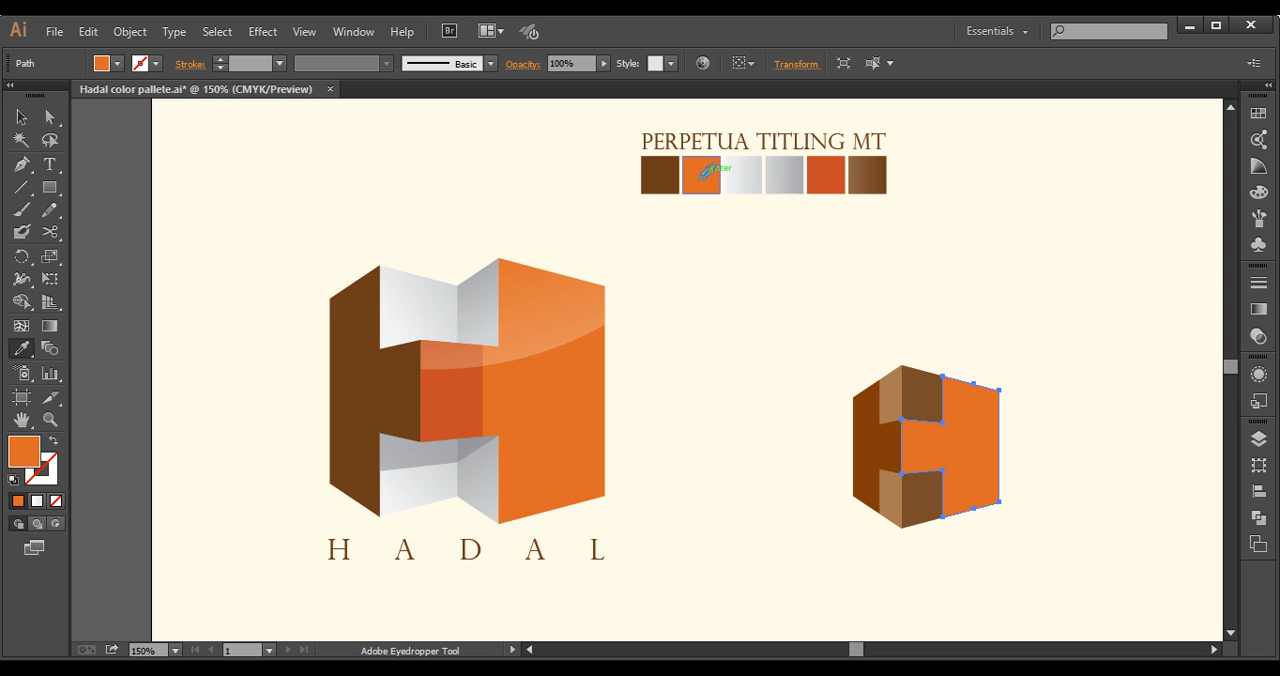 Ai File Edit Object Type Select Effect View Window Help Br Essentials
Path Stroke: Basic Opacity: 100% Style: Transform
Hadal color pallete.ai* @ 150% (CMYK/Preview) ×
PERPETUA TITLING MT
H A D A L
150% 1 Adobe Eyedropper Tool